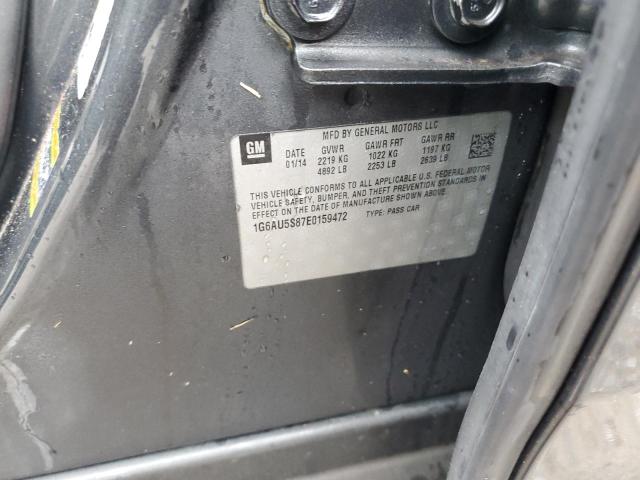 MFD BY GENERAL MOTORS LLC
GM DATE GVWR GAWR FRT GAWR RR
01/14 2219 KG 1022 KG 1197 KG
4892 LB 2253 LB 2639 LB
THIS VEHICLE CONFORMS TO ALL APPLICABLE U.S. FEDERAL MOTOR
VEHICLE SAFETY, BUMPER, AND THEFT PREVENTION STANDARDS IN
EFFECT ON THE DATE OF MANUFACTURE SHOWN ABOVE.
1G6AU5S87E0159472 TYPE: PASS CAR